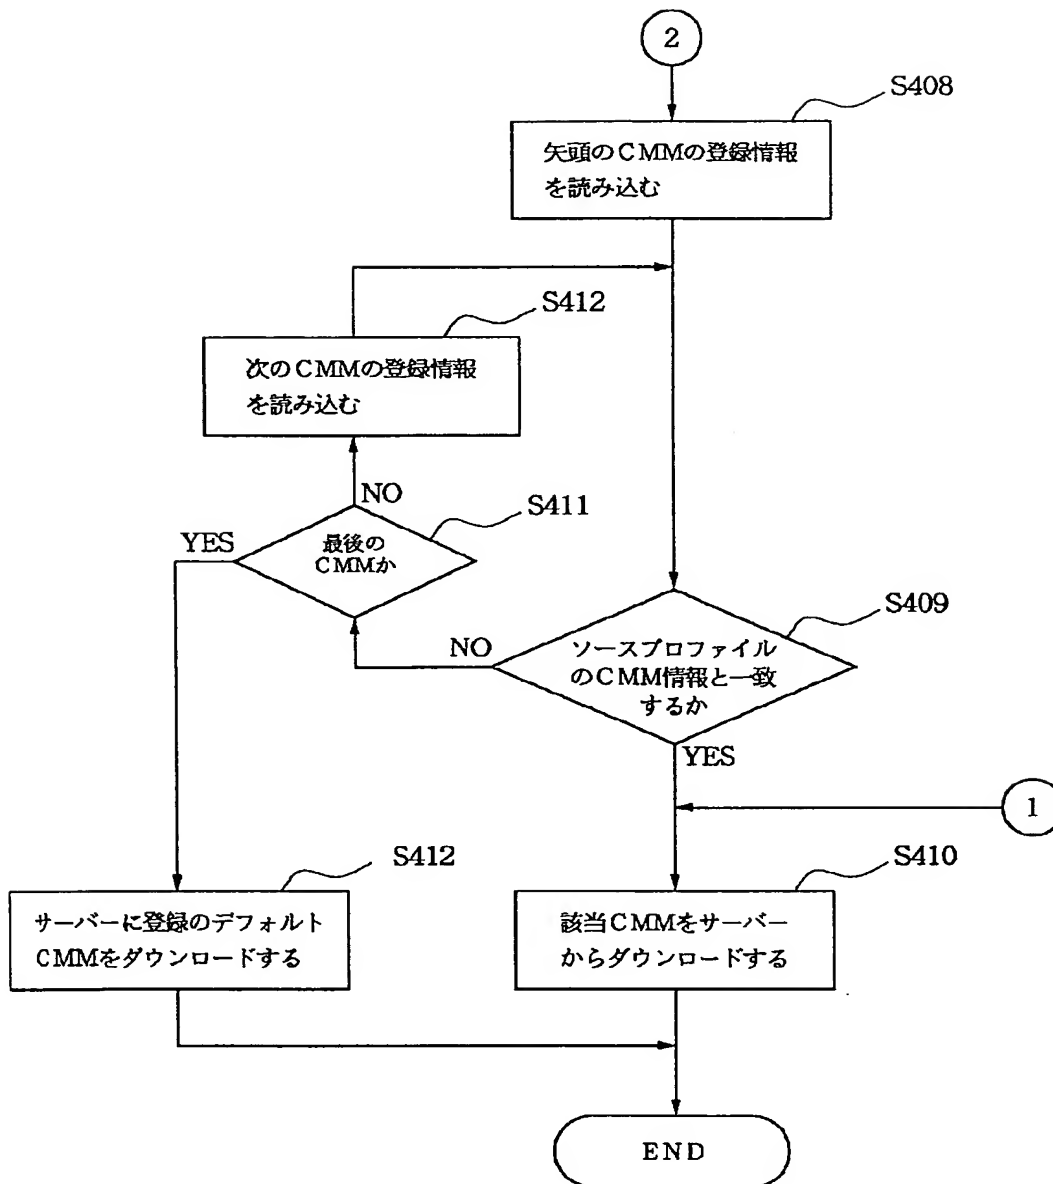 2
S408
矢頭のCMMの登録情報
を読み込む
S412
次のCMMの登録情報
を読み込む
NO
S411
YES
最後の
CMMか
S409
NO
ソースプロファイル
のCMM情報と一致
するか
YES
1
S412
S410
サーバーに登録のデフォルト
CMMをダウンロードする
該当CMMをサーバー
からダウンロードする
END